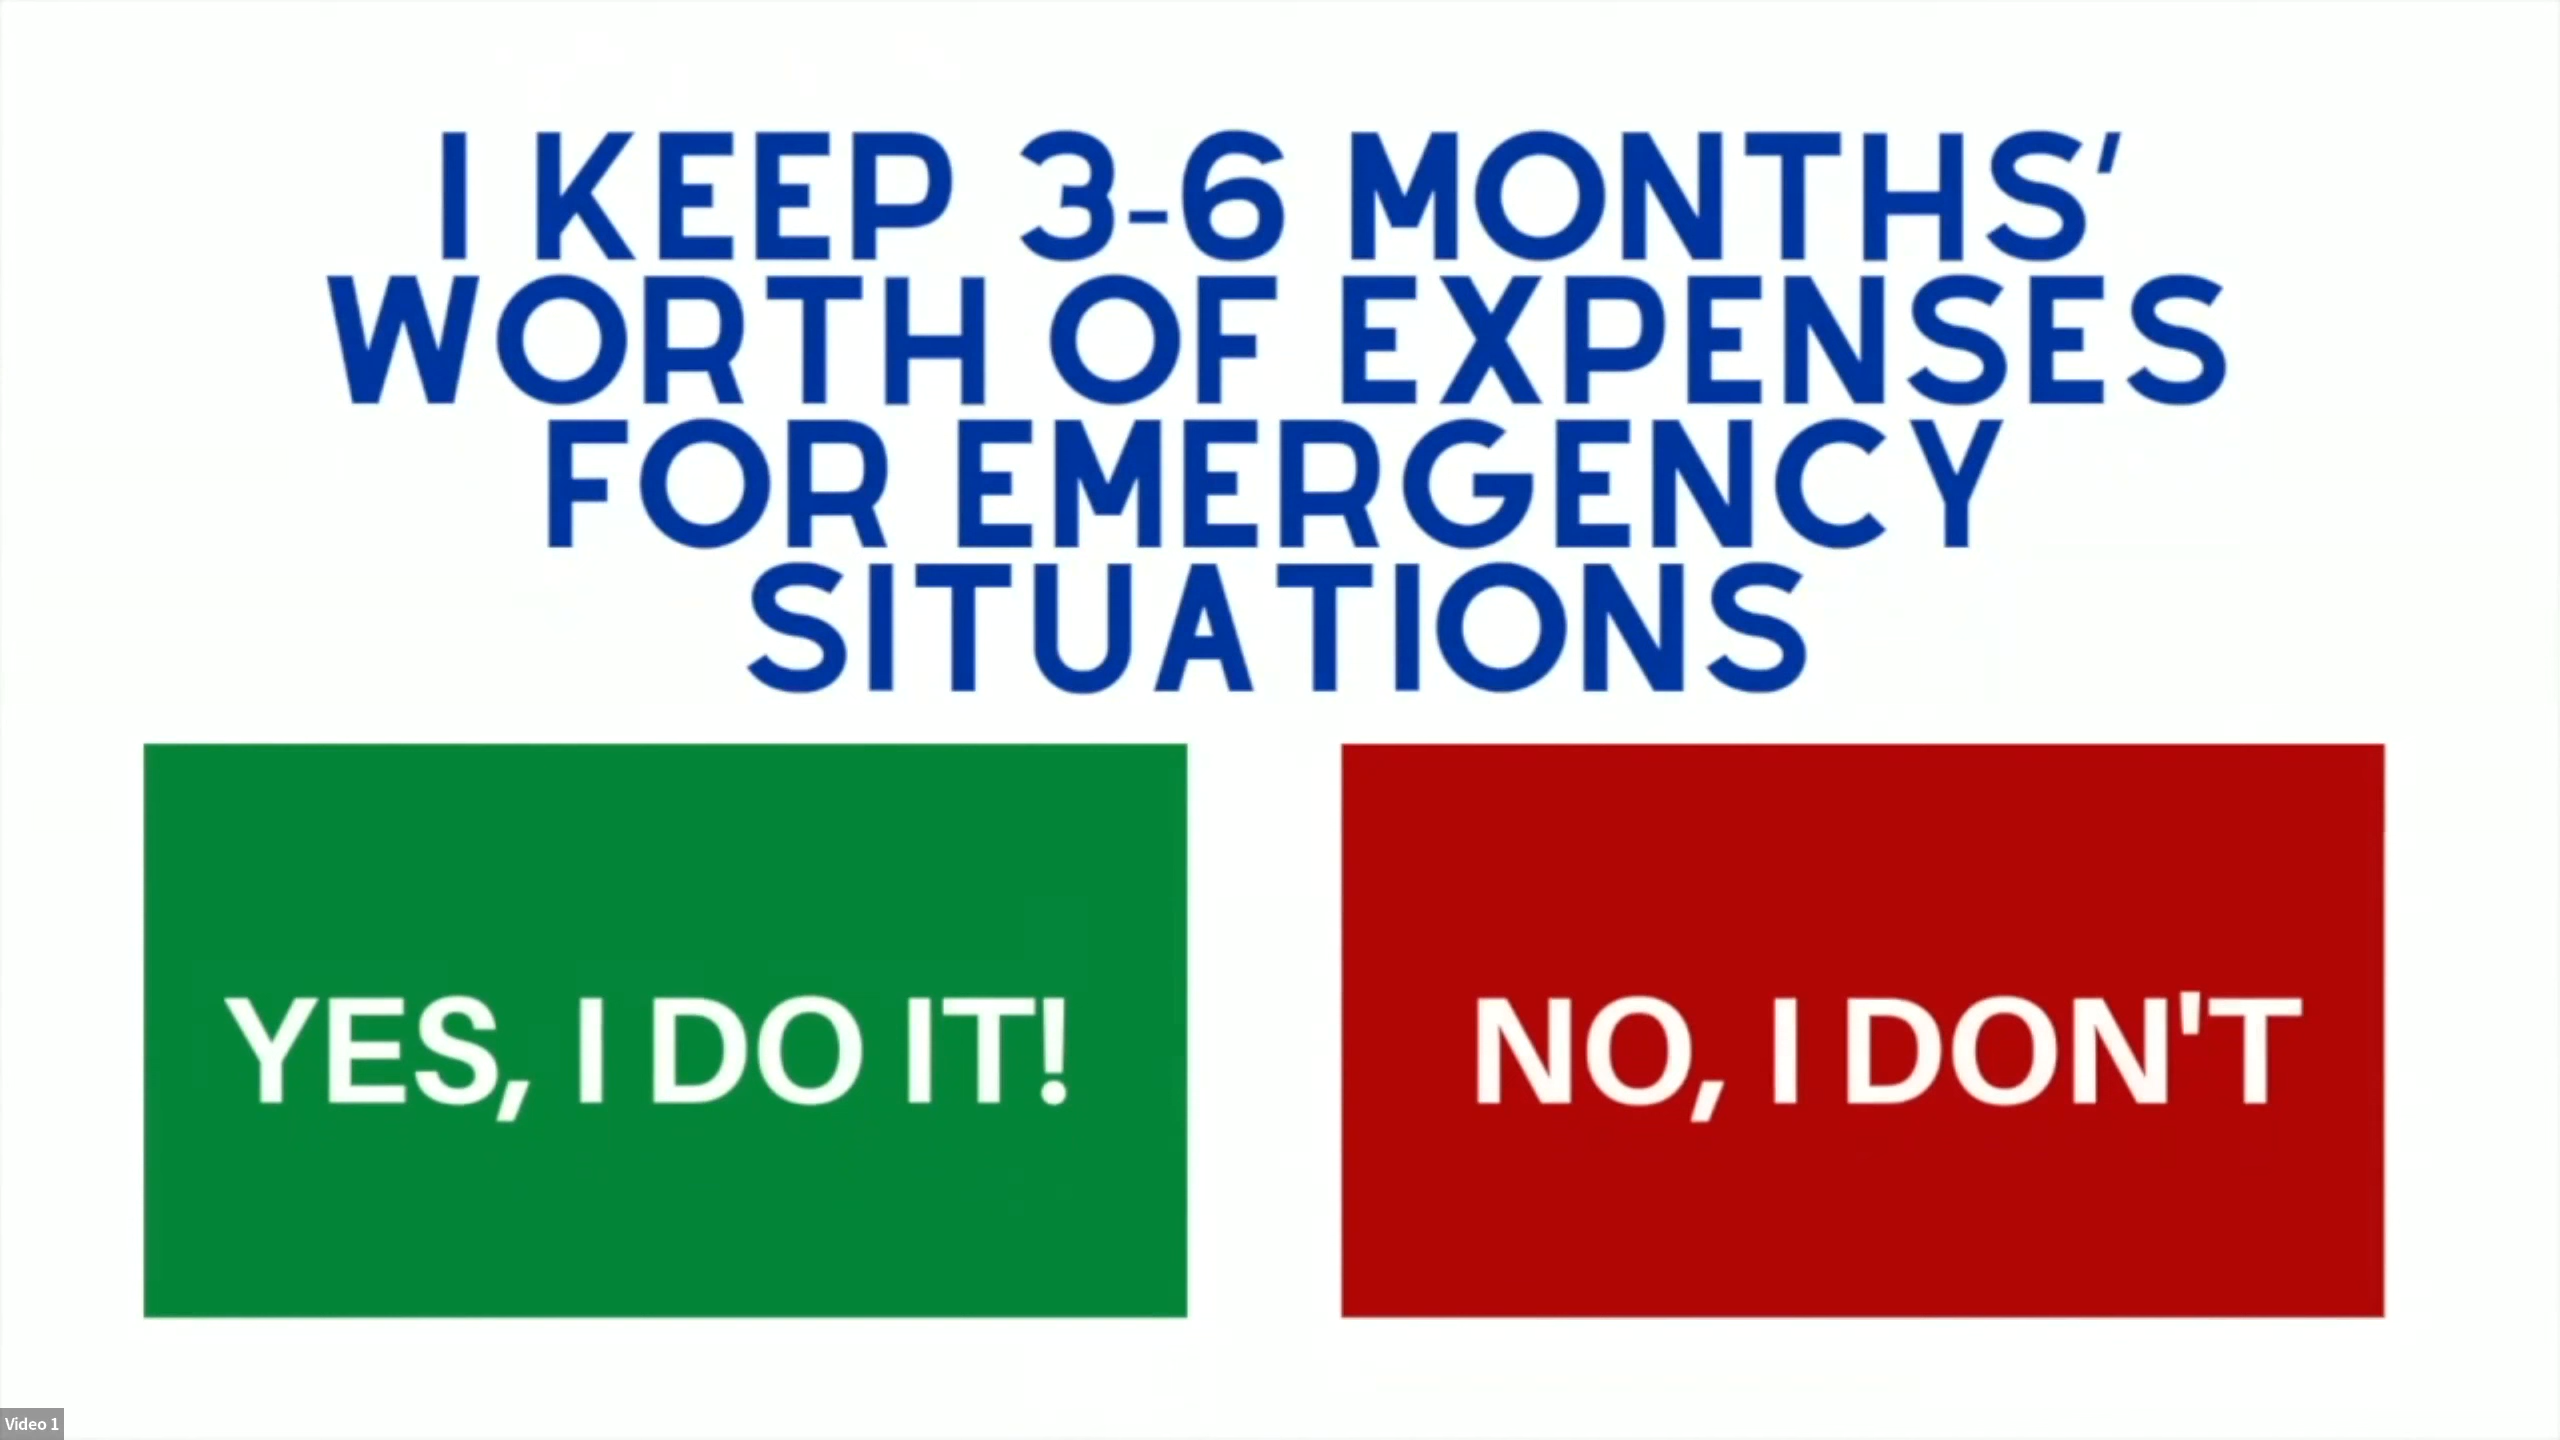 I KEEP 3-6 MONTHS'
WORTH OF EXPENSES
FOR EMERGENCY
SITUATIONS
YES, I DO IT!
NO, I DON'T
Video 1